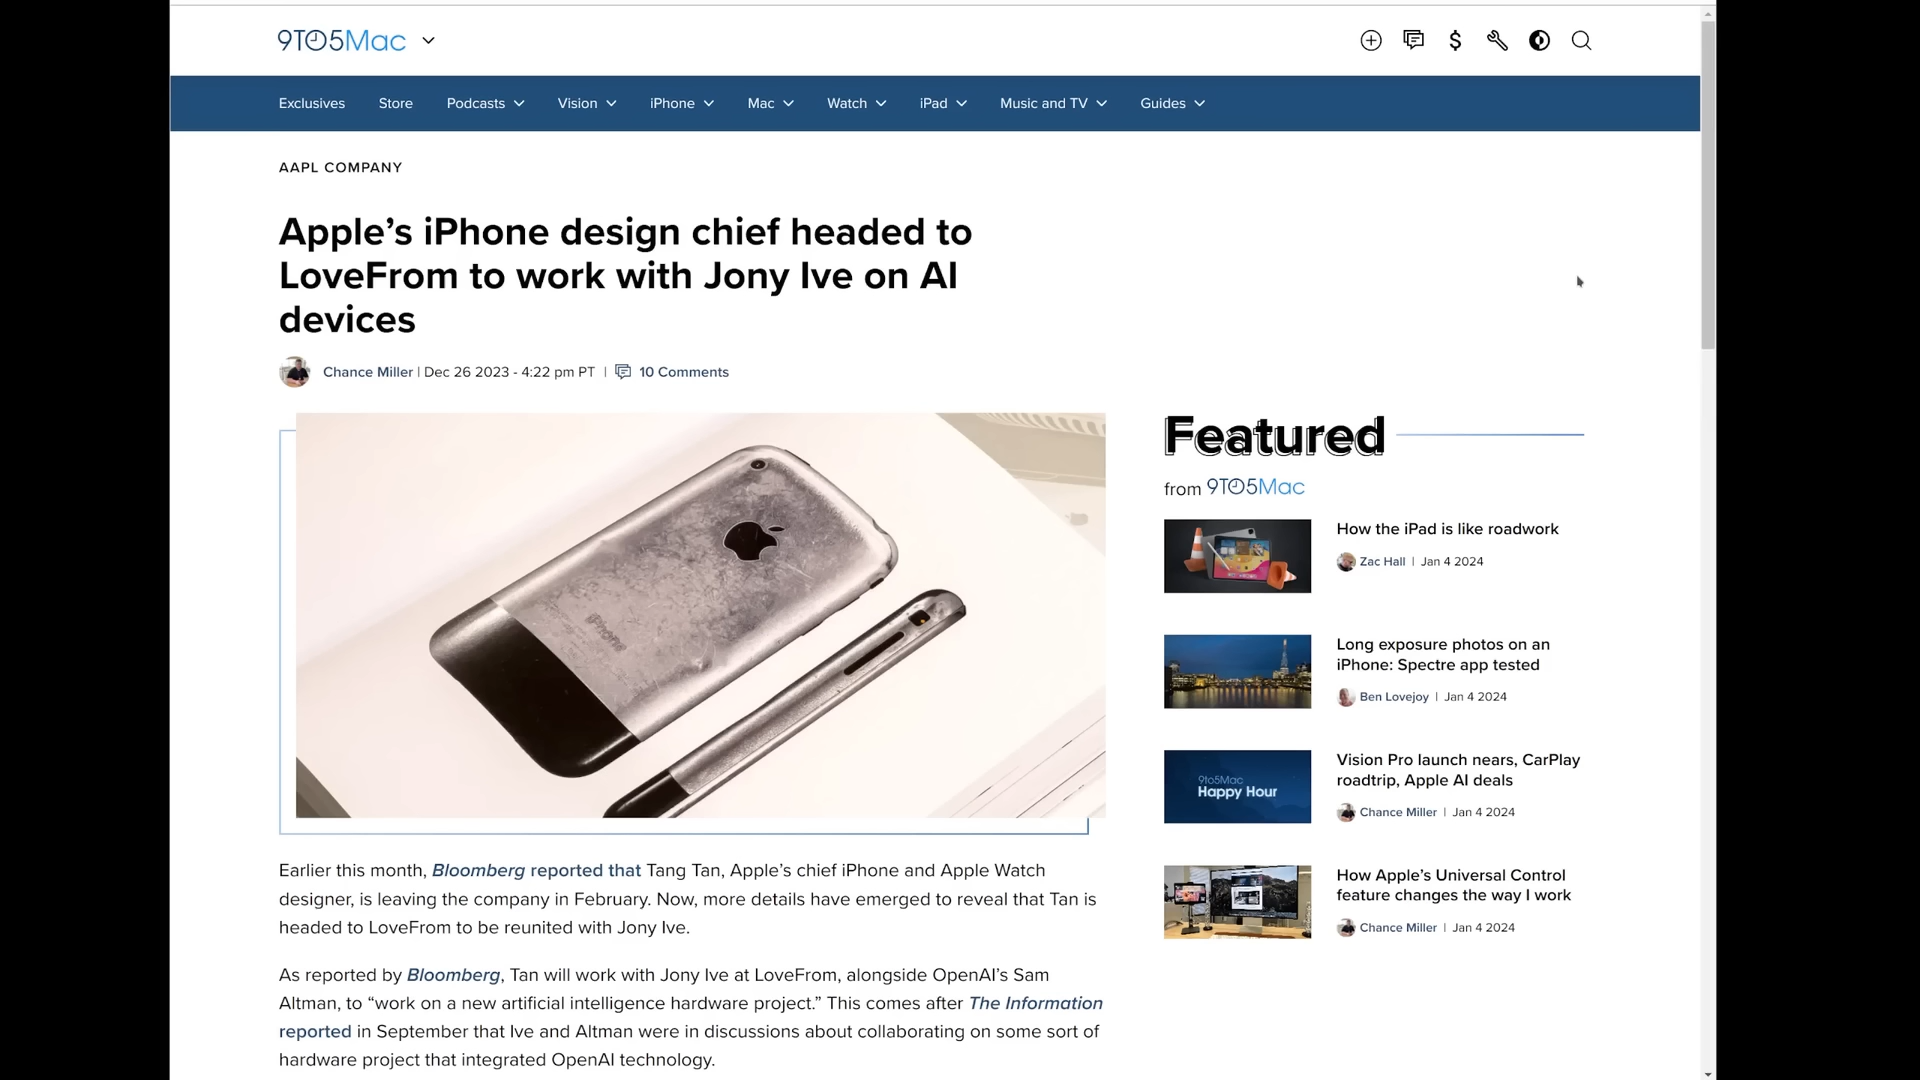 9TO5Mac
Exclusives Store Podcasts Vision iPhone Mac Watch iPad Music and TV Guides
AAPL COMPANY
Apple’s iPhone design chief headed to
LoveFrom to work with Jony Ive on AI
devices
Chance Miller | Dec 26 2023 - 4:22 pm PT | 10 Comments
iPhone
Earlier this month, Bloomberg reported that Tang Tan, Apple’s chief iPhone and Apple Watch
designer, is leaving the company in February. Now, more details have emerged to reveal that Tan is
headed to LoveFrom to be reunited with Jony Ive.
As reported by Bloomberg, Tan will work with Jony Ive at LoveFrom, alongside OpenAI’s Sam
Altman, to “work on a new artificial intelligence hardware project.” This comes after The Information
reported in September that Ive and Altman were in discussions about collaborating on some sort of
hardware project that integrated OpenAI technology.
Featured
from 9TO5Mac
How the iPad is like roadwork
Zac Hall | Jan 4 2024
Long exposure photos on an
iPhone: Spectre app tested
Ben Lovejoy | Jan 4 2024
9to5Mac
Happy Hour
Vision Pro launch nears, CarPlay
roadtrip, Apple AI deals
Chance Miller | Jan 4 2024
How Apple’s Universal Control
feature changes the way I work
Chance Miller | Jan 4 2024